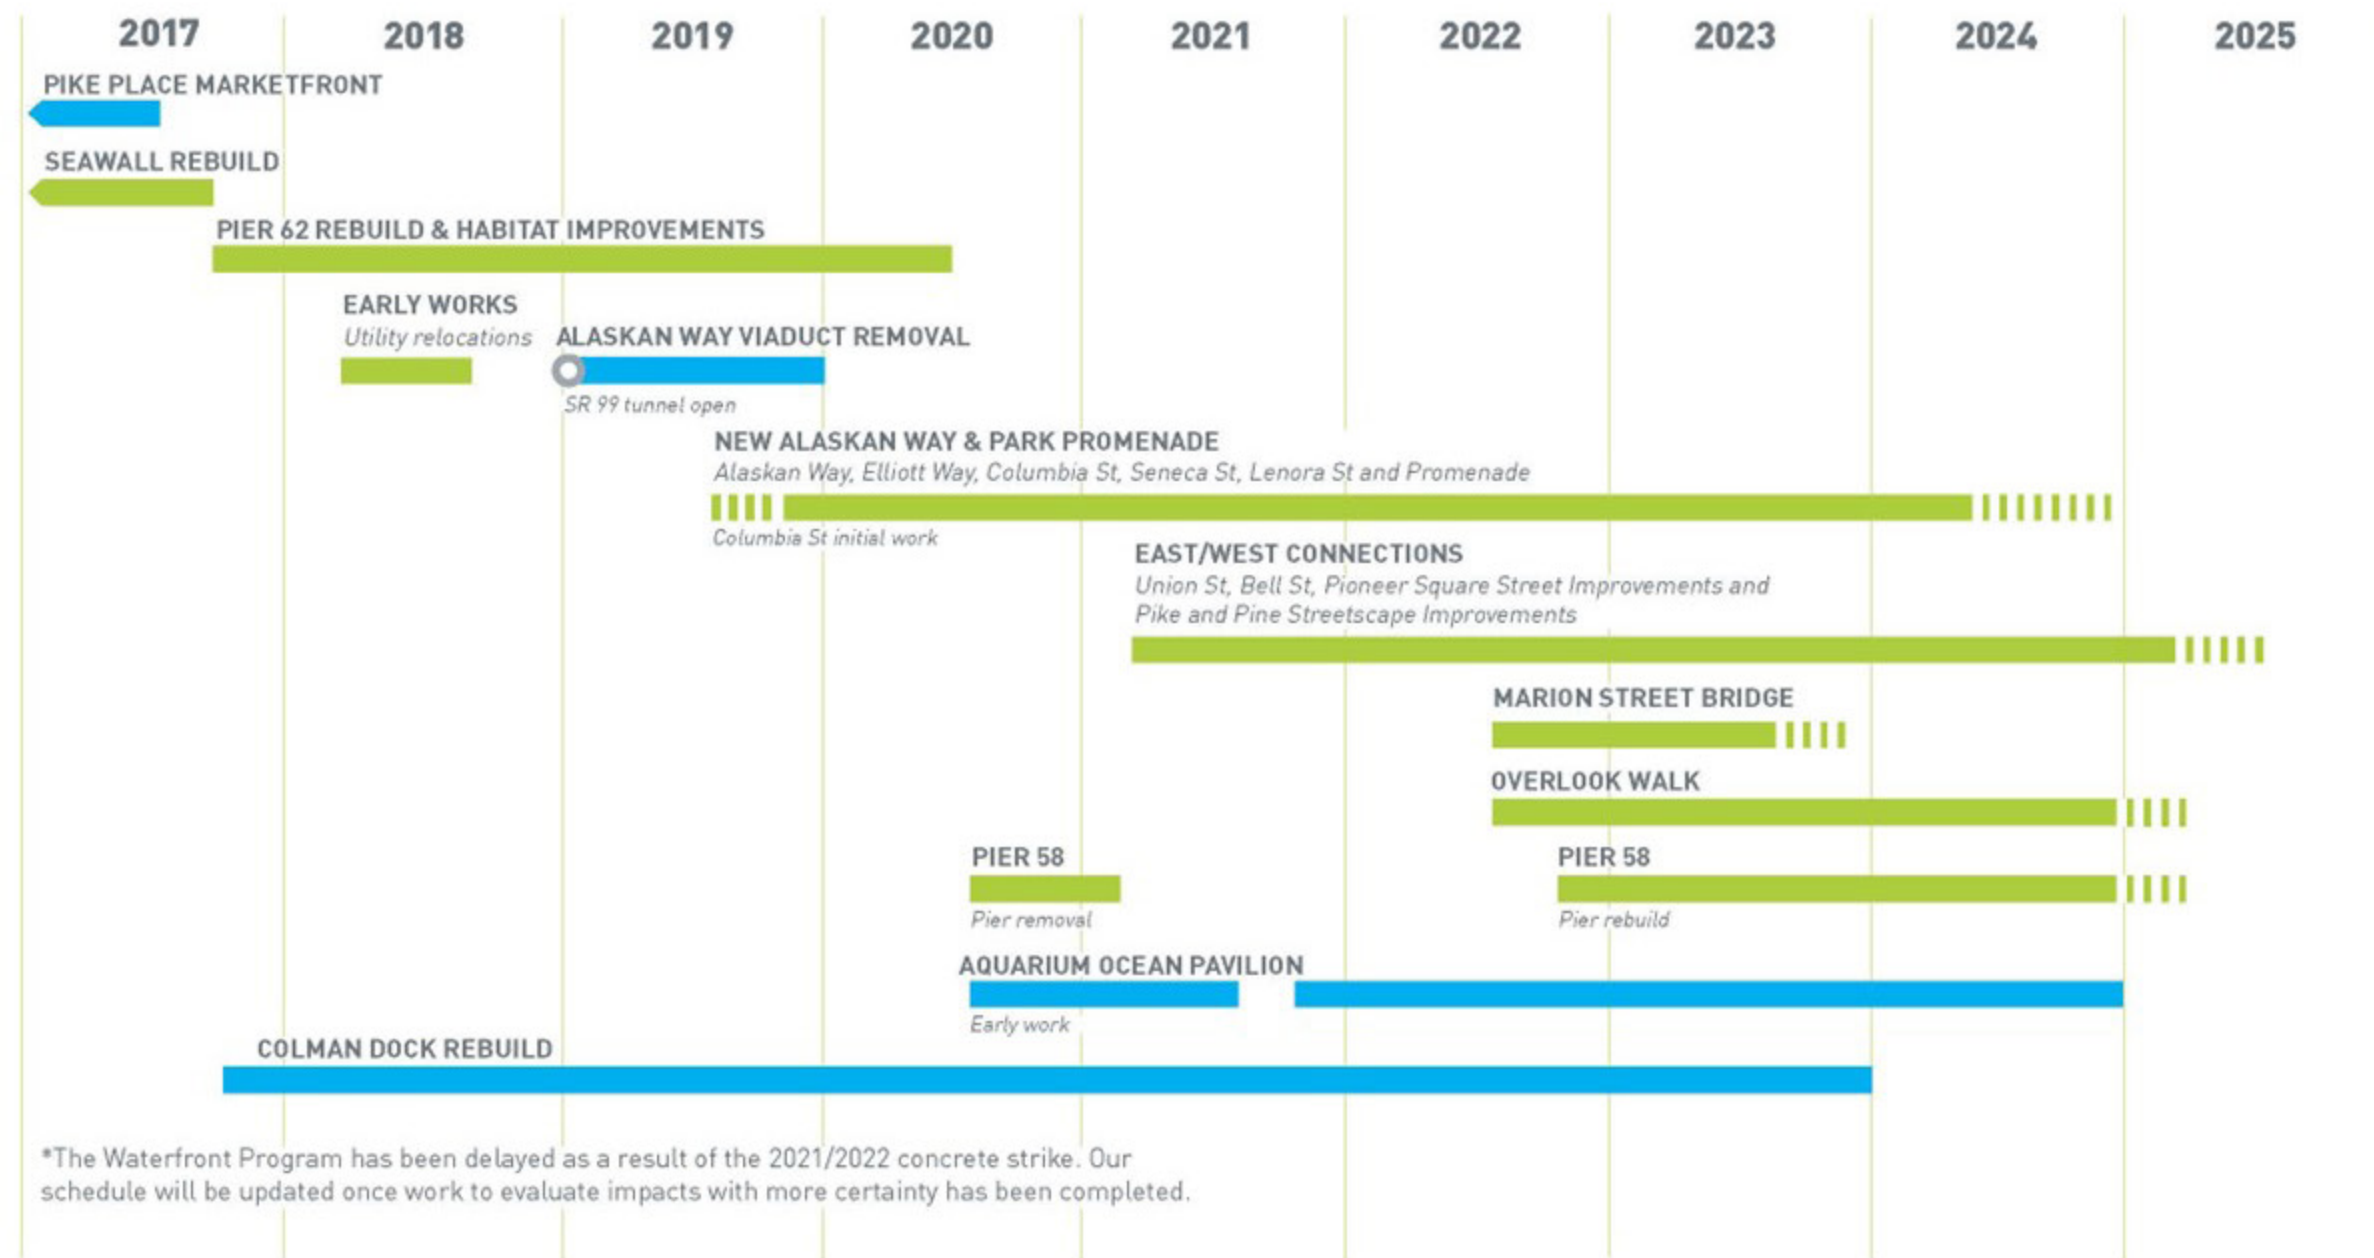 2017 2018 2019 2020 2021 2022 2023 2024 2025
PIKE PLACE MARKETFRONT
SEAWALL REBUILD
PIER 62 REBUILD & HABITAT IMPROVEMENTS
EARLY WORKS
Utility relocations
ALASKAN WAY VIADUCT REMOVAL
SR 99 tunnel open
NEW ALASKAN WAY & PARK PROMENADE
Alaskan Way, Elliott Way, Columbia St, Seneca St, Lenora St and Promenade
Columbia St initial work
EAST/WEST CONNECTIONS
Union St, Bell St, Pioneer Square Street Improvements and
Pike and Pine Streetscape Improvements
MARION STREET BRIDGE
OVERLOOK WALK
PIER 58
Pier removal
PIER 58
Pier rebuild
AQUARIUM OCEAN PAVILION
Early work
COLMAN DOCK REBUILD
*The Waterfront Program has been delayed as a result of the 2021/2022 concrete strike. Our
schedule will be updated once work to evaluate impacts with more certainty has been completed.